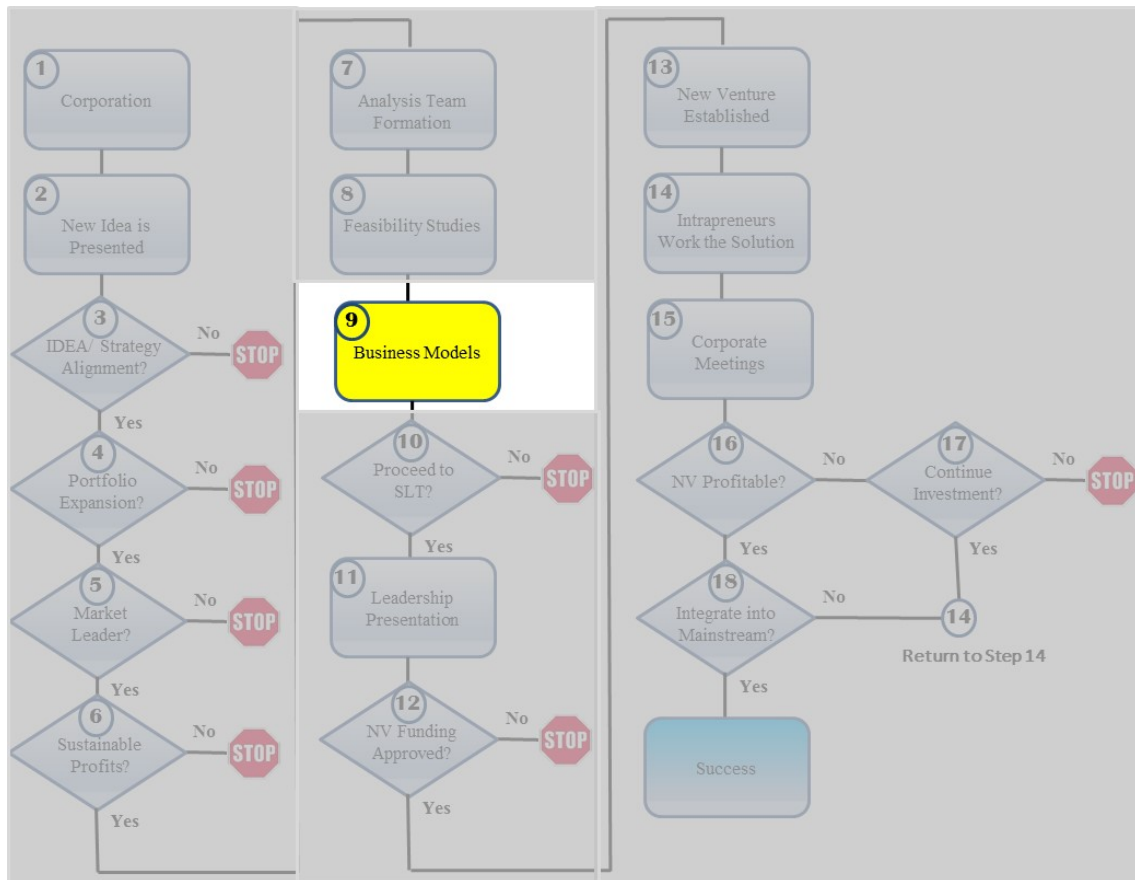 1
Corporation
2
New Idea is
Presented
3
IDEA/ Strategy
Alignment?
No
STOP
Yes
4
Portfolio
Expansion?
No
STOP
Yes
5
Market
Leader?
No
STOP
Yes
6
Sustainable
Profits?
No
STOP
Yes
7
Analysis Team
Formation
8
Feasibility Studies
9
Business Models
10
Proceed to
SLT?
No
STOP
Yes
11
Leadership
Presentation
12
NV Funding
Approved?
No
STOP
Yes
13
New Venture
Established
14
Intrapreneurs
Work the Solution
15
Corporate
Meetings
16
NV Profitable?
No
17
Continue
Investment?
No
STOP
Yes
Yes
18
Integrate into
Mainstream?
No
14
Return to Step 14
Yes
Success